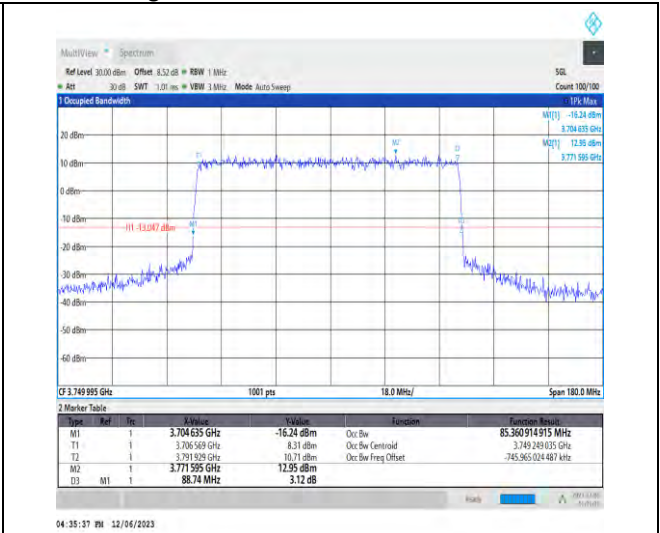 MultiView Spectrum
Ref Level 30.00 dBm Offset 8.52 dB RBW 1 MHz SGL
Att 30 dB SWT 1.01 ms VBW 3 MHz Mode Auto Sweep Count 100/100
1 Occupied Bandwidth 1Pk Max
M1[1] -16.24 dBm
3.704 635 GHz
M2[1] 12.95 dBm
3.771 595 GHz
20 dBm
10 dBm
0 dBm
-10 dBm
H1 -13.047 dBm
-20 dBm
-30 dBm
-40 dBm
-50 dBm
-60 dBm
T1
M2
M1
CF 3.749 995 GHz 1001 pts 18.0 MHz/ Span 180.0 MHz
2 Marker Table
Type Ref Trc X-Value Y-Value Function Function Result
M1 1 3.704 635 GHz -16.24 dBm Occ Bw 85.360 914 915 MHz
T1 1 3.706 569 GHz 8.31 dBm Occ Bw Centroid 3.749 249 035 GHz
T2 1 3.791 929 GHz 10.71 dBm Occ Bw Freq Offset -745.965 024 487 kHz
M2 1 3.771 595 GHz 12.95 dBm
D3 M1 1 88.74 MHz 3.12 dB
Ready
04:35:37 PM 12/06/2023